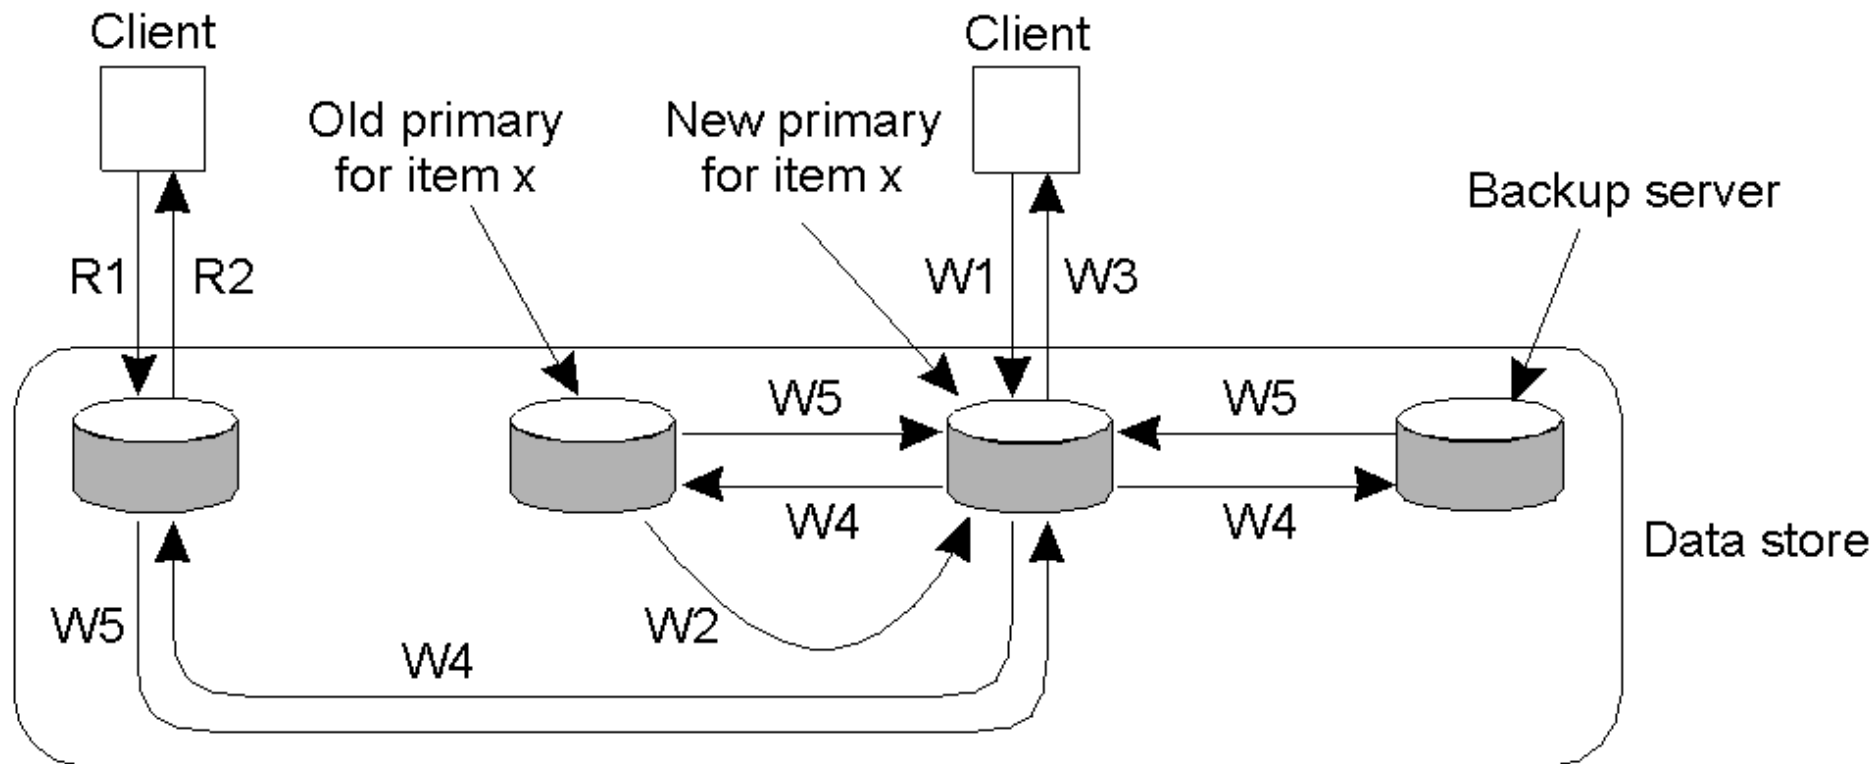 Client
Client
Old primary
for item x
New primary
for item x
Backup server
R1
R2
W1
W3
W5
W5
W4
W4
Data store
W5
W2
W4